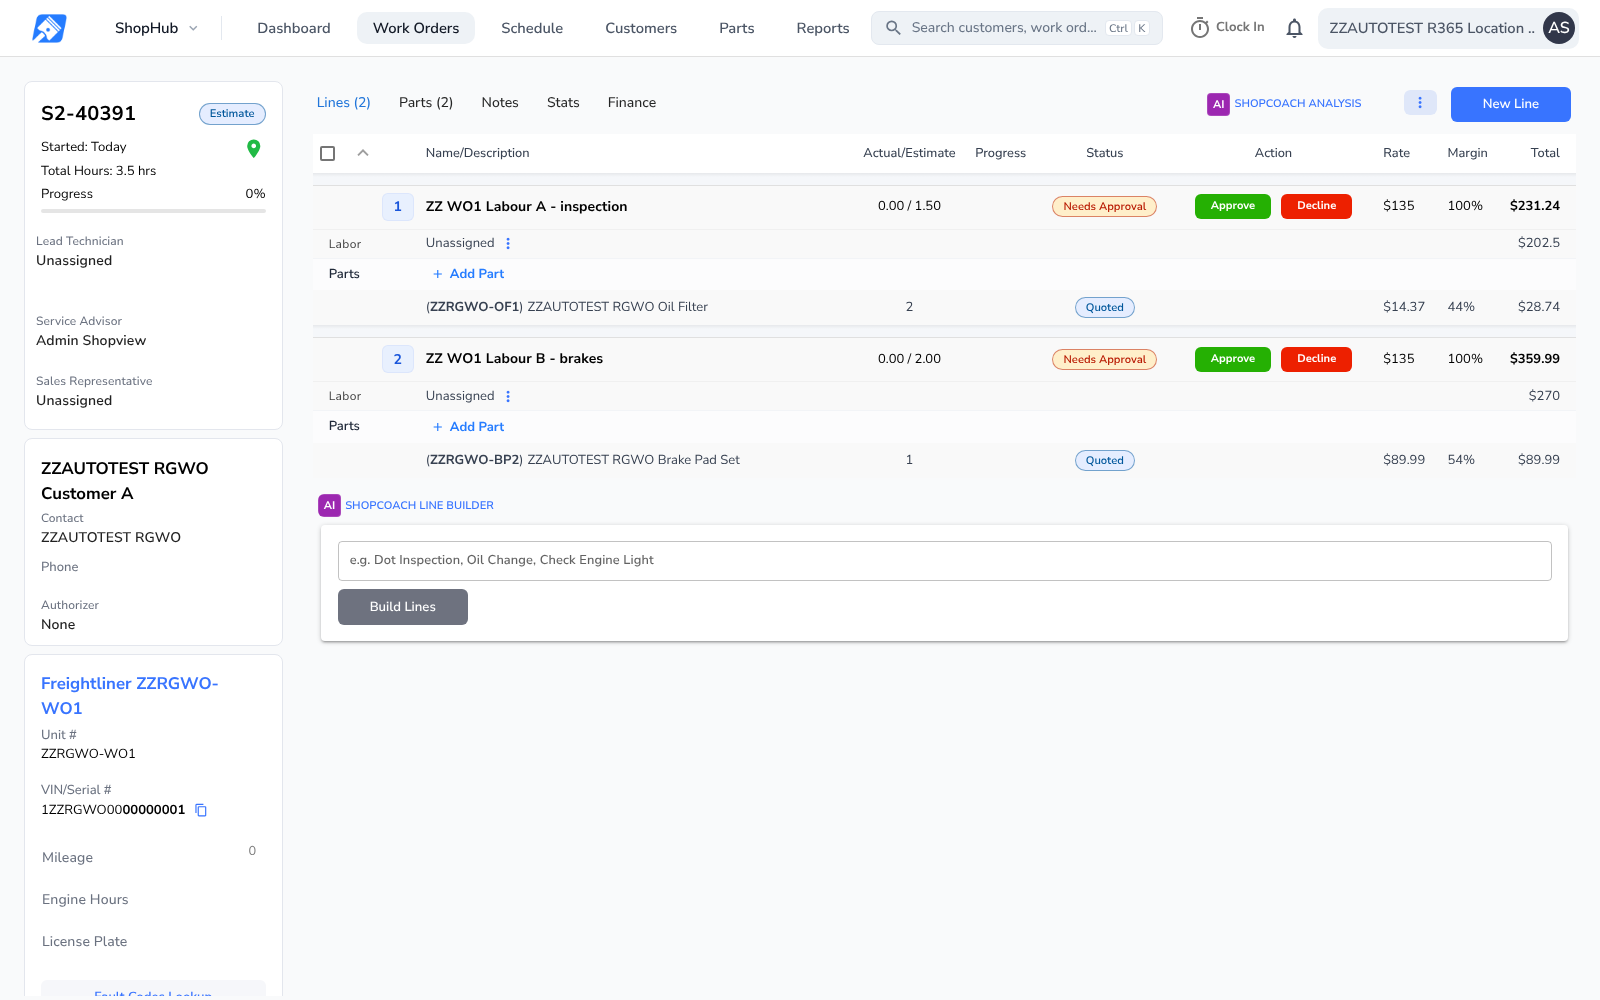 ShopHub
Dashboard
Work Orders
Schedule
Customers
Parts
Reports
Search customers, work ord... Ctrl K
Clock In
ZZAUTOTEST R365 Location .. AS
S2-40391 Estimate
Started: Today
Total Hours: 3.5 hrs
Progress 0%
Lead Technician
Unassigned
Service Advisor
Admin Shopview
Sales Representative
Unassigned
ZZAUTOTEST RGWO
Customer A
Contact
ZZAUTOTEST RGWO
Phone
Authorizer
None
Freightliner ZZRGWO-
WO1
Unit #
ZZRGWO-WO1
VIN/Serial #
1ZZRGWO0000000001
Mileage 0
Engine Hours
License Plate
Fault Codes Lookup
Lines (2) Parts (2) Notes Stats Finance
AI SHOPCOACH ANALYSIS New Line
Name/Description Actual/Estimate Progress Status Action Rate Margin Total
1 ZZ WO1 Labour A - inspection 0.00 / 1.50 Needs Approval Approve Decline $135 100% $231.24
Labor Unassigned $202.5
Parts + Add Part
(ZZRGWO-OF1) ZZAUTOTEST RGWO Oil Filter 2 Quoted $14.37 44% $28.74
2 ZZ WO1 Labour B - brakes 0.00 / 2.00 Needs Approval Approve Decline $135 100% $359.99
Labor Unassigned $270
Parts + Add Part
(ZZRGWO-BP2) ZZAUTOTEST RGWO Brake Pad Set 1 Quoted $89.99 54% $89.99
AI SHOPCOACH LINE BUILDER
e.g. Dot Inspection, Oil Change, Check Engine Light
Build Lines